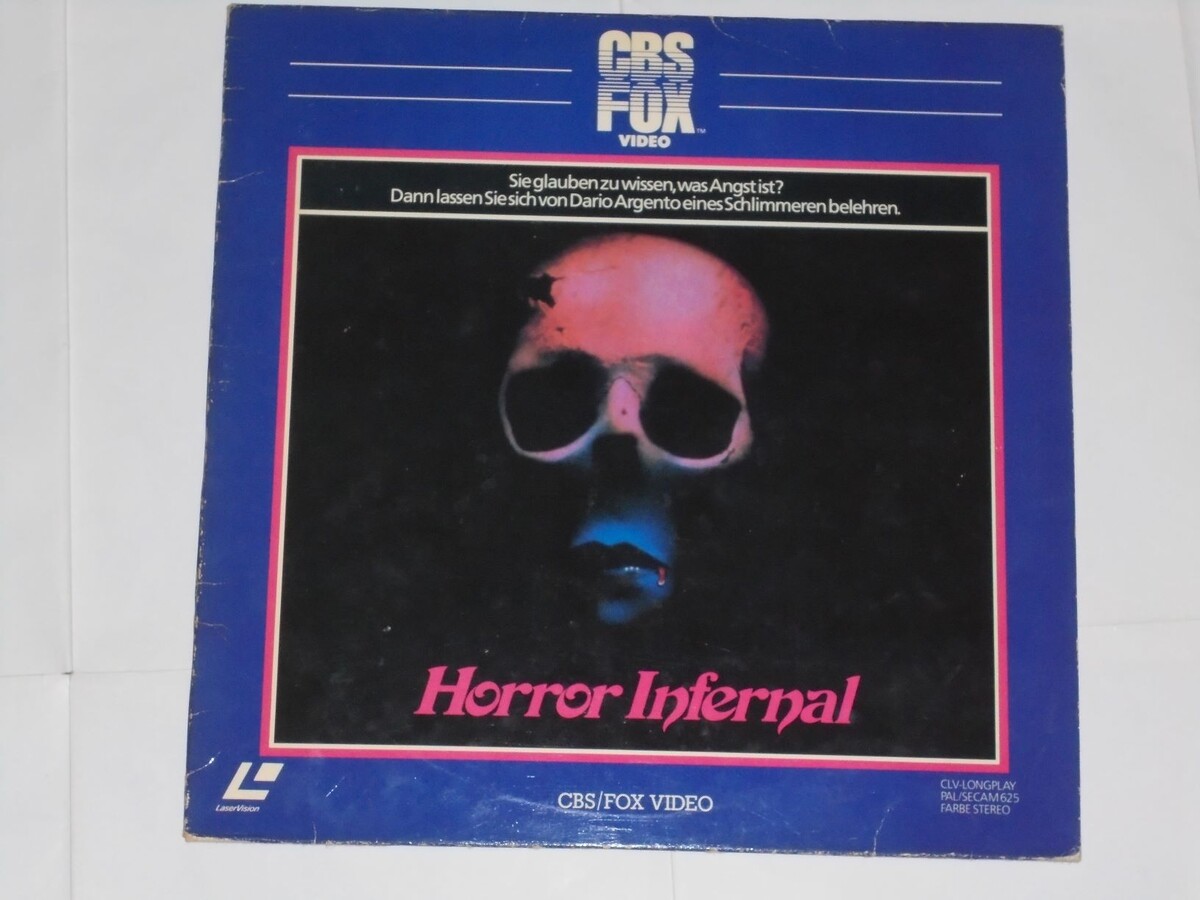 CBS
FOX
VIDEO
TM
Sie glauben zu wissen, was Angst ist?
Dann lassen Sie sich von Dario Argento eines Schlimmeren belehren.
Horror Infernal
LaserVision
CBS/FOX VIDEO
CLV-LONGPLAY
PAL/SECAM 625
FARBE STEREO